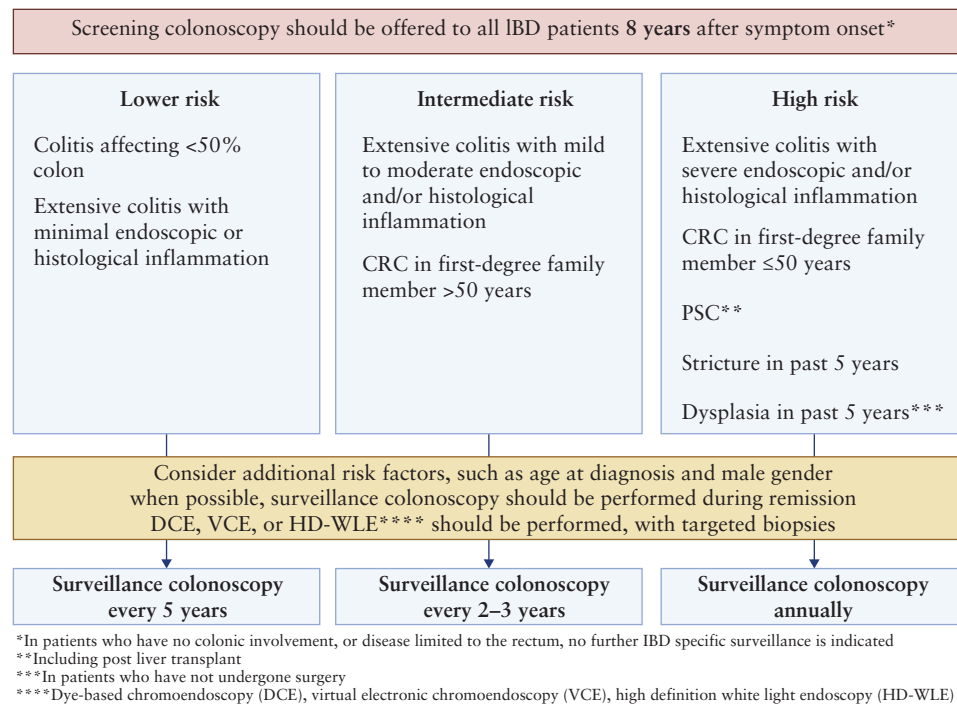 Screening colonoscopy should be offered to all IBD patients 8 years after symptom onset*
Lower risk
Colitis affecting <50%
colon
Extensive colitis with
minimal endoscopic or
histological inflammation
Intermediate risk
Extensive colitis with mild
to moderate endoscopic
and/or histological
inflammation
CRC in first-degree family
member >50 years
High risk
Extensive colitis with
severe endoscopic and/or
histological inflammation
CRC in first-degree family
member ≤50 years
PSC**
Stricture in past 5 years
Dysplasia in past 5 years***
Consider additional risk factors, such as age at diagnosis and male gender
when possible, surveillance colonoscopy should be performed during remission
DCE, VCE, or HD-WLE**** should be performed, with targeted biopsies
Surveillance colonoscopy
every 5 years
Surveillance colonoscopy
every 2–3 years
Surveillance colonoscopy
annually
*In patients who have no colonic involvement, or disease limited to the rectum, no further IBD specific surveillance is indicated
**Including post liver transplant
***In patients who have not undergone surgery
****Dye-based chromoendoscopy (DCE), virtual electronic chromoendoscopy (VCE), high definition white light endoscopy (HD-WLE)